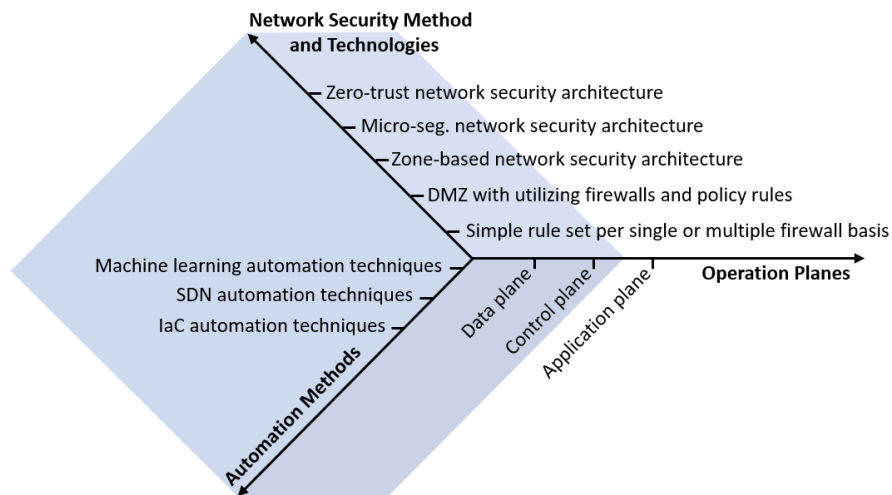 Network Security Method
and Technologies
Zero-trust network security architecture
Micro-seg. network security architecture
Zone-based network security architecture
DMZ with utilizing firewalls and policy rules
Simple rule set per single or multiple firewall basis
Machine learning automation techniques
SDN automation techniques
IaC automation techniques
Operation Planes
Data plane
Control plane
Application plane
Automation Methods